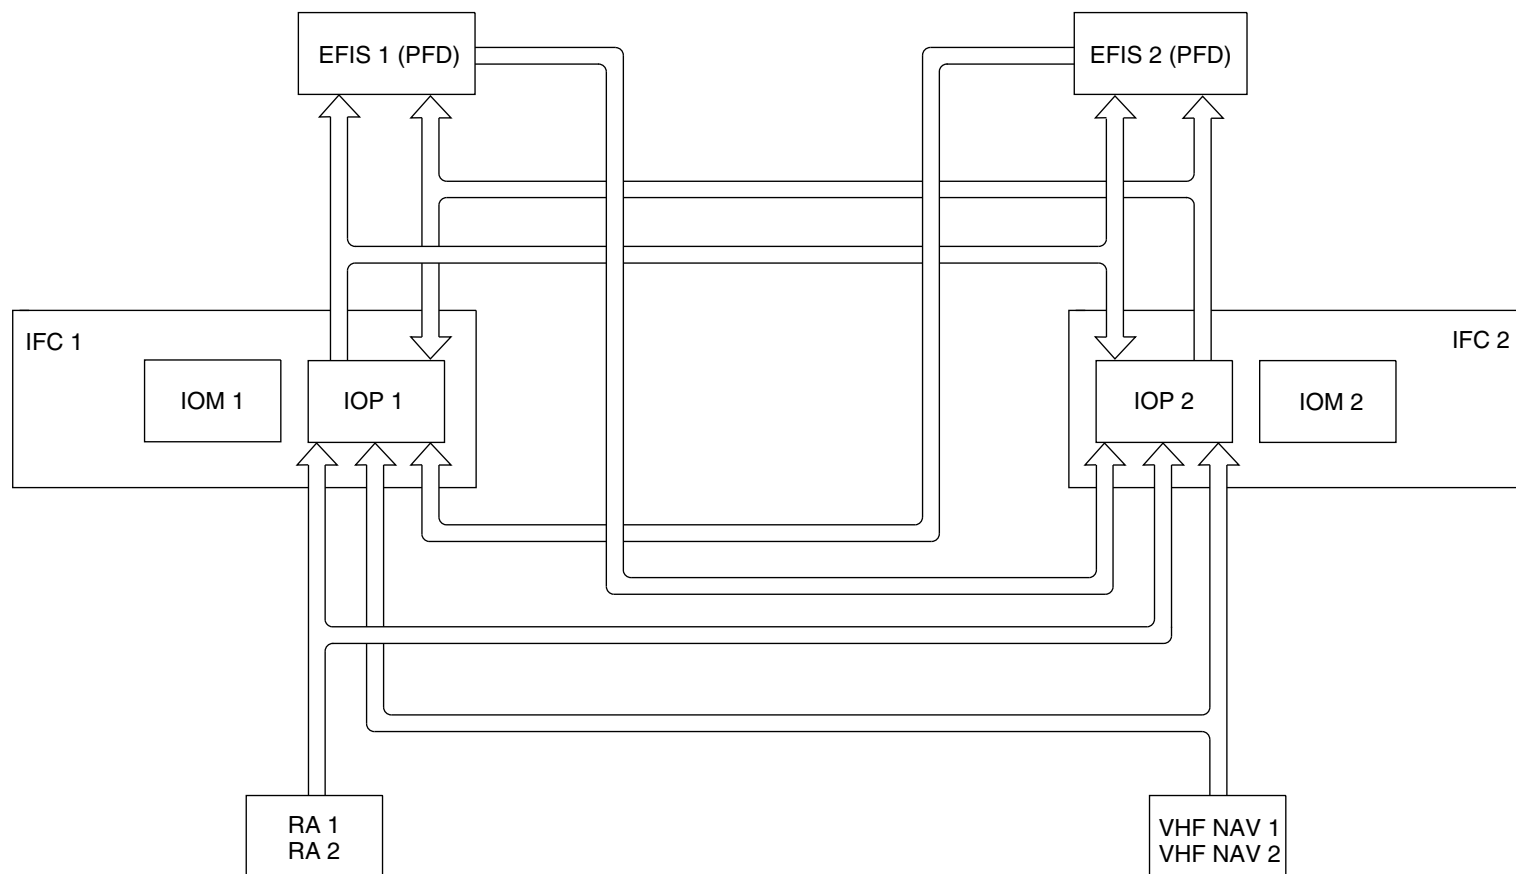 EFIS 1 (PFD)
EFIS 2 (PFD)
IFC 1
IFC 2
IOM 1
IOP 1
IOP 2
IOM 2
RA 1
RA 2
VHF NAV 1
VHF NAV 2